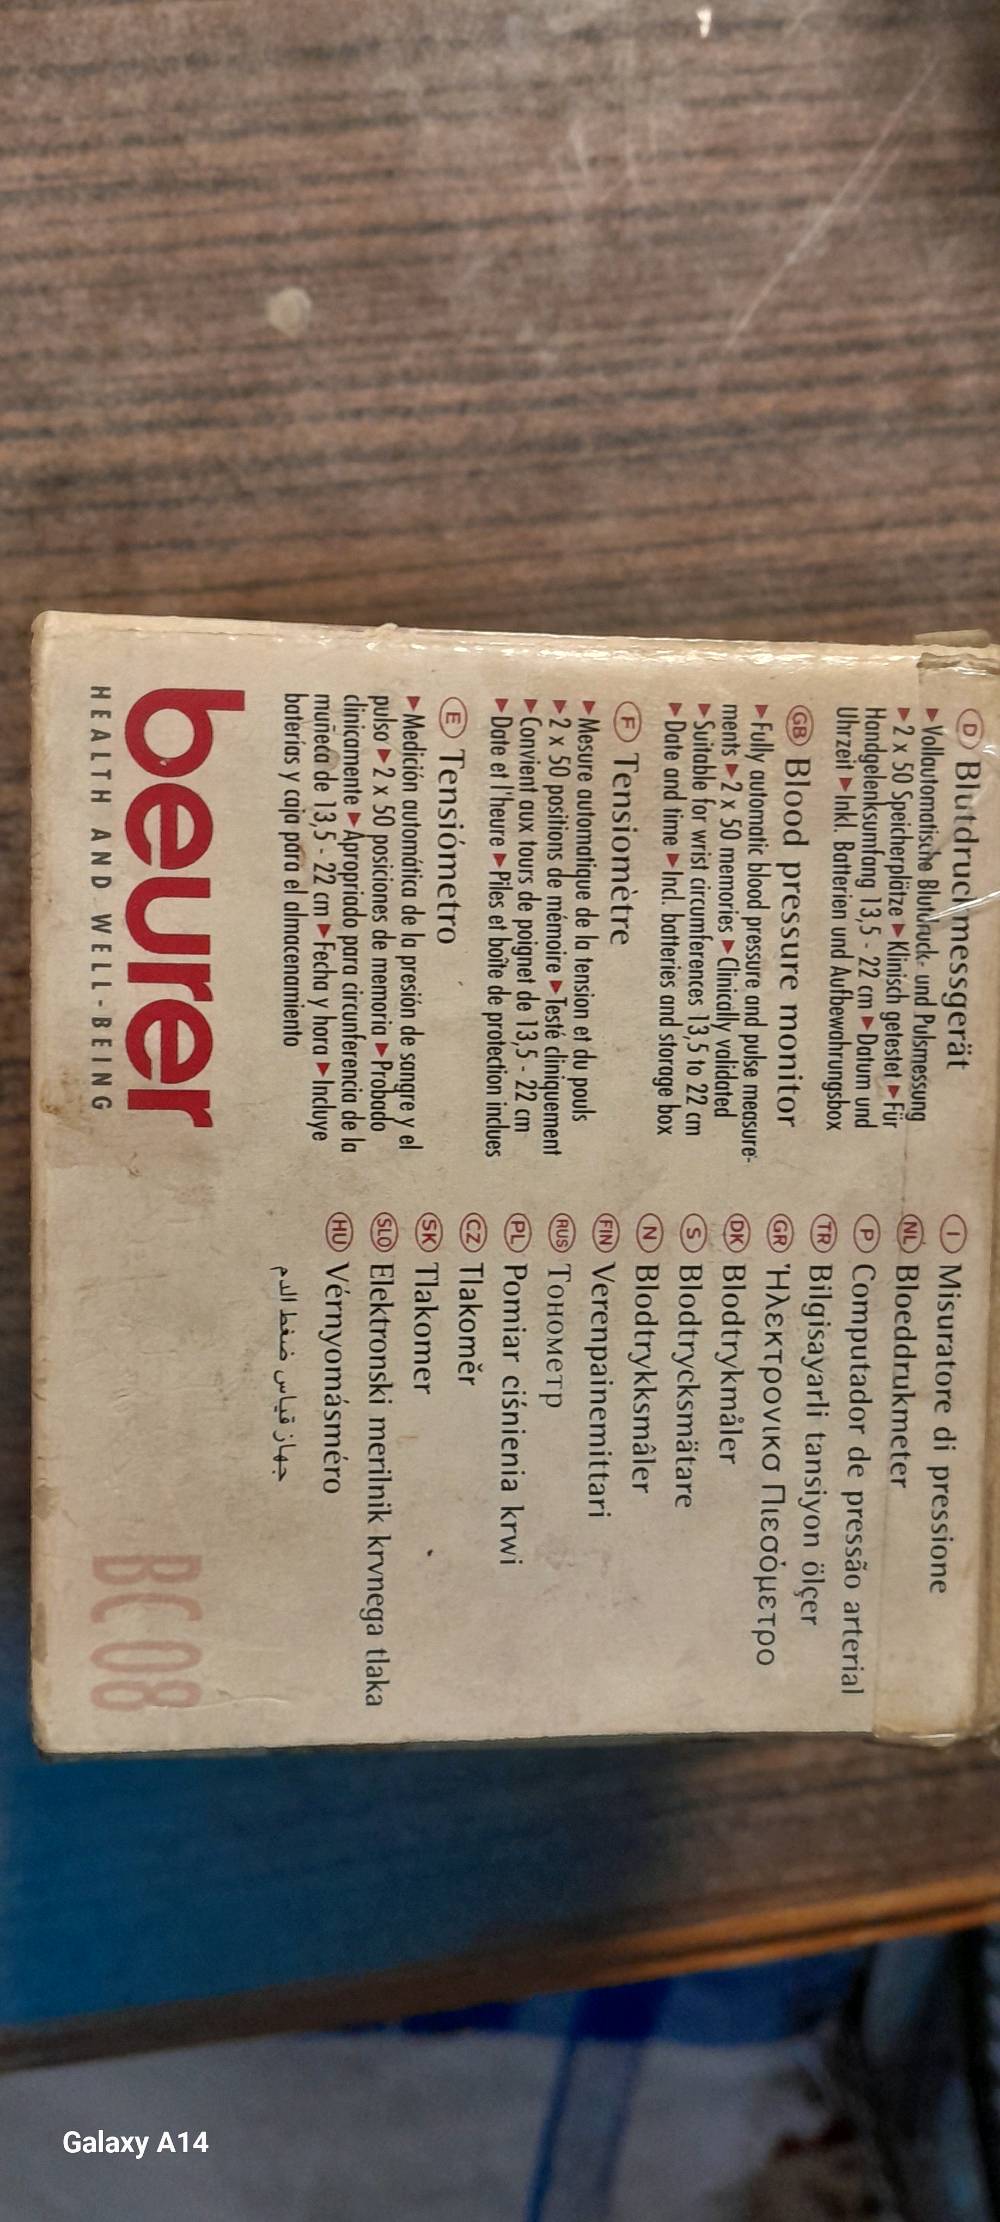 D Blutdruckmessgerät
▸ Vollautomatische Blutdruck- und Pulsmessung
▸ 2 x 50 Speicherplätze ▸ Klinisch getestet ▸ Für
Handgelenksumfang 13,5 - 22 cm ▸ Datum und
Uhrzeit ▸ Inkl. Batterien und Aufbewahrungsbox
GB Blood pressure monitor
▸ Fully automatic blood pressure and pulse measure-
ments ▸ 2 x 50 memories ▸ Clinically validated
▸ Suitable for wrist circumferences 13,5 to 22 cm
▸ Date and time ▸ Incl. batteries and storage box
F Tensiomètre
▸ Mesure automatique de la tension et du pouls
▸ 2 x 50 positions de mémoire ▸ Testé cliniquement
▸ Convient aux tours de poignet de 13,5 - 22 cm
▸ Date et l'heure ▸ Piles et boîte de protection inclues
E Tensiómetro
▸ Medición automática de la presión de sangre y el
pulso ▸ 2 x 50 posiciones de memoria ▸ Probado
clinicamente ▸ Apropriado para circunferencia de la
muñeca de 13,5 - 22 cm ▸ Fecha y hora ▸ Incluye
baterías y caja para el almacenamiento
I Misuratore di pressione
NL Bloeddrukmeter
P Computador de pressão arterial
TR Bilgisayarli tansiyon ölçer
GR Ἠλεκτρονικσ Πιεσόμετρο
DK Blodtrykmåler
S Blodtrycksmätare
N Blodtrykksmâler
FIN Verenpainemittari
RUS Тонометр
PL Pomiar ciśnienia krwi
CZ Tlakoměr
SK Tlakomer
SLO Elektronski merilnik krvnega tlaka
HU Vérnyomásméro
جهاز قياس ضغط الدم
beurer
HEALTH AND WELL-BEING
BC 08
Galaxy A14